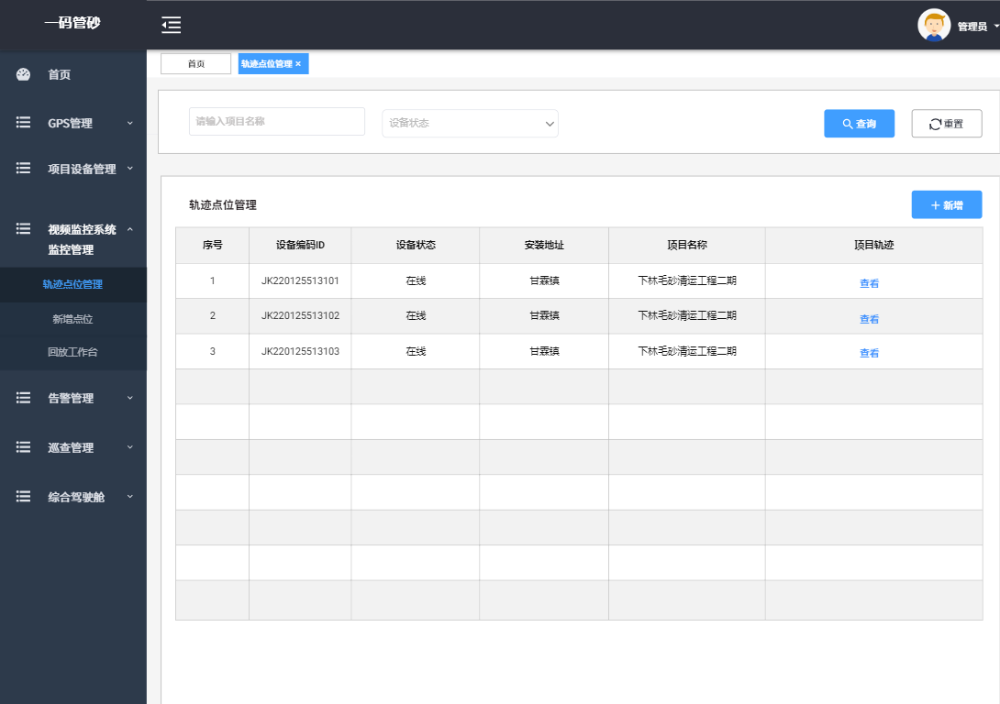 一码管砂
管理员
首页
GPS管理
项目设备管理
视频监控系统
监控管理
轨迹点位管理
新增点位
回放工作台
告警管理
巡查管理
综合驾驶舱
首页
轨迹点位管理 ×
请输入项目名称
设备状态
查询
重置
轨迹点位管理
新增
序号 设备编码ID 设备状态 安装地址 项目名称 项目轨迹
1 JK220125513101 在线 甘霖镇 下林毛砂清运工程二期 查看
2 JK220125513102 在线 甘霖镇 下林毛砂清运工程二期 查看
3 JK220125513103 在线 甘霖镇 下林毛砂清运工程二期 查看